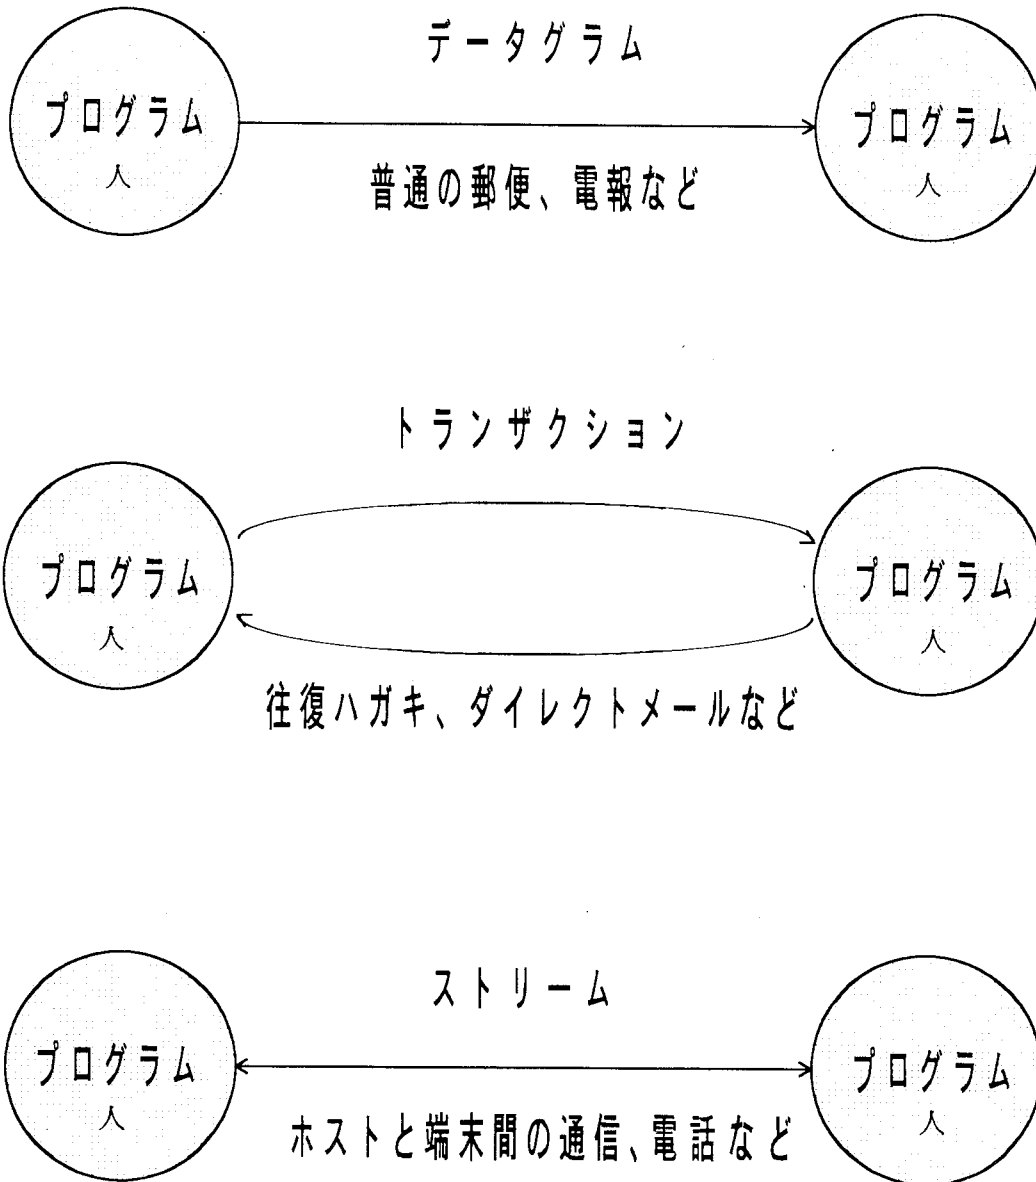 データグラム
プログラム
人
プログラム
人
普通の郵便、電報など
トランザクション
プログラム
人
プログラム
人
往復ハガキ、ダイレクトメールなど
ストリーム
プログラム
人
プログラム
人
ホストと端末間の通信、電話など